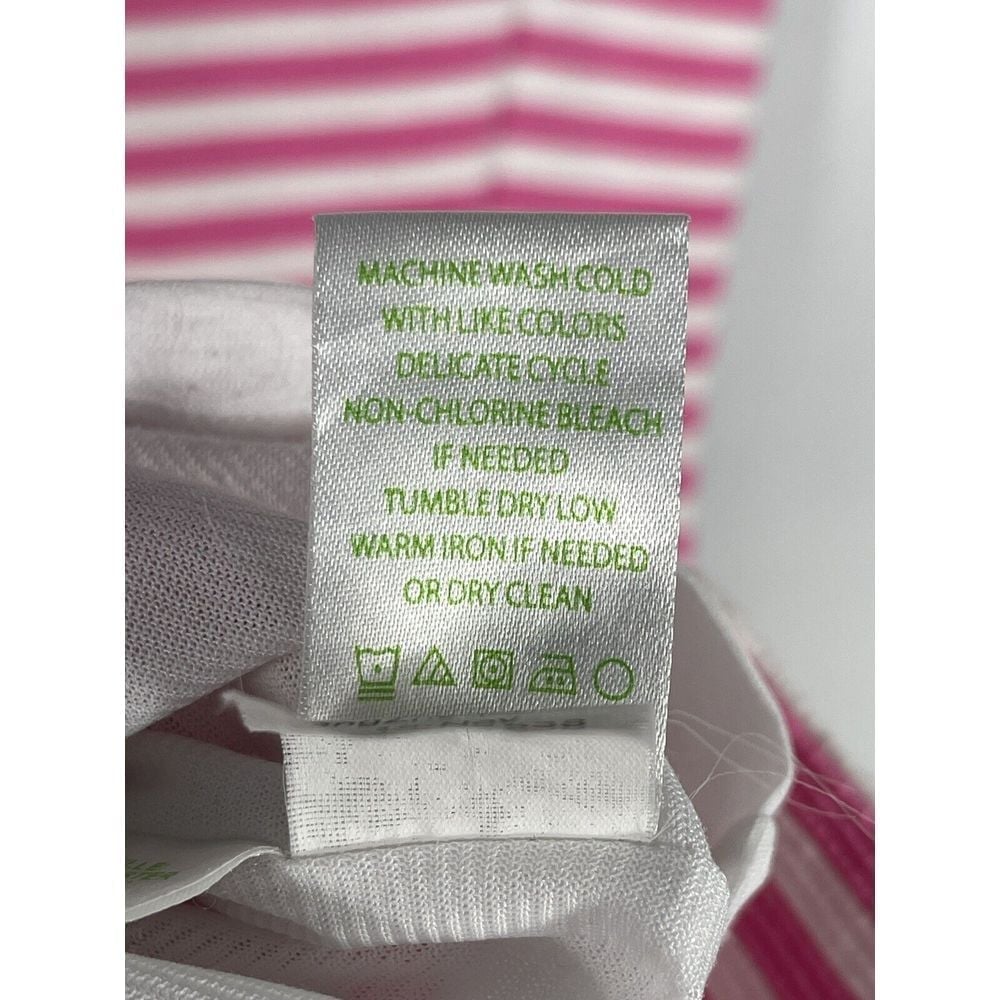 MACHINE WASH COLD
WITH LIKE COLORS
DELICATE CYCLE
NON-CHLORINE BLEACH
IF NEEDED
TUMBLE DRY LOW
WARM IRON IF NEEDED
OR DRY CLEAN